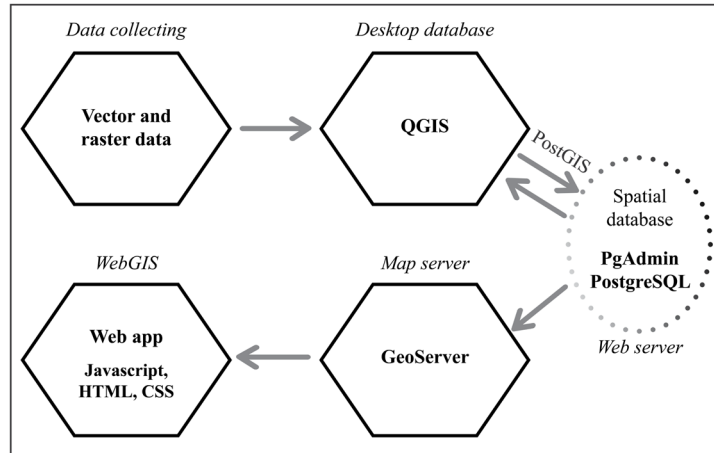 Data collecting
Desktop database
Vector and
raster data
QGIS
PostGIS
Spatial
database
PgAdmin
PostgreSQL
Web server
WebGIS
Map server
Web app
Javascript,
HTML, CSS
GeoServer